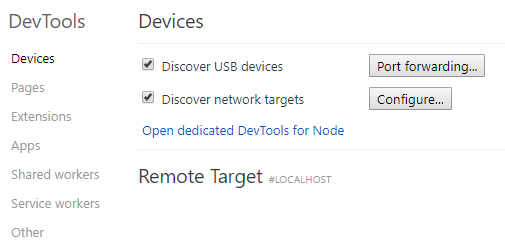 DevTools
Devices
Pages
Extensions
Apps
Shared workers
Service workers
Other
Devices
Discover USB devices
Port forwarding...
Discover network targets
Configure...
Open dedicated DevTools for Node
Remote Target #LOCALHOST